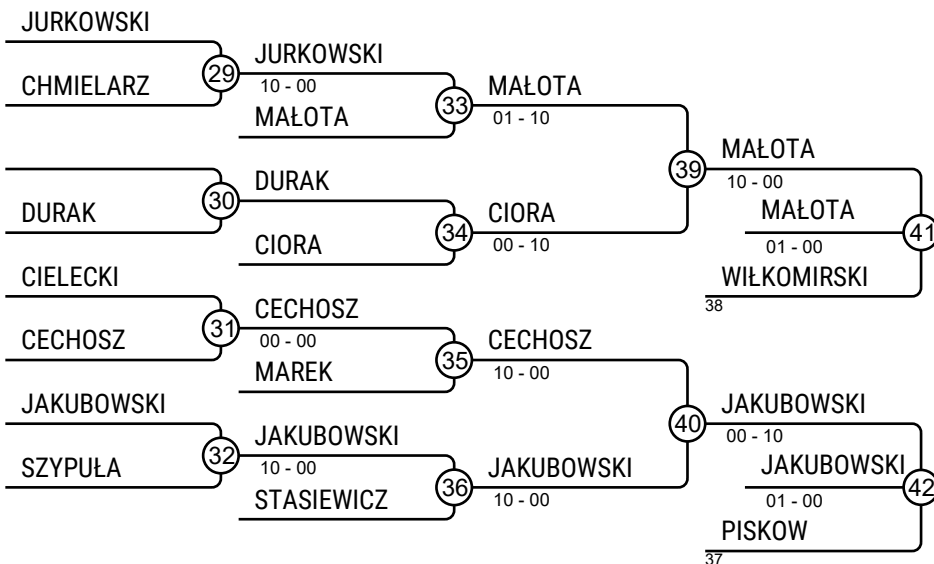 JURKOWSKI
29
CHMIELARZ
JURKOWSKI
10 - 00
33
MAŁOTA
MAŁOTA
01 - 10
39
MAŁOTA
10 - 00
30
DURAK
DURAK
34
CIORA
CIORA
00 - 10
MAŁOTA
01 - 00
41
WIŁKOMIRSKI
38
CIELECKI
31
CECHOSZ
CECHOSZ
00 - 00
35
MAREK
CECHOSZ
10 - 00
40
JAKUBOWSKI
00 - 10
JAKUBOWSKI
32
SZYPUŁA
JAKUBOWSKI
10 - 00
36
STASIEWICZ
JAKUBOWSKI
10 - 00
JAKUBOWSKI
01 - 00
42
PISKOW
37